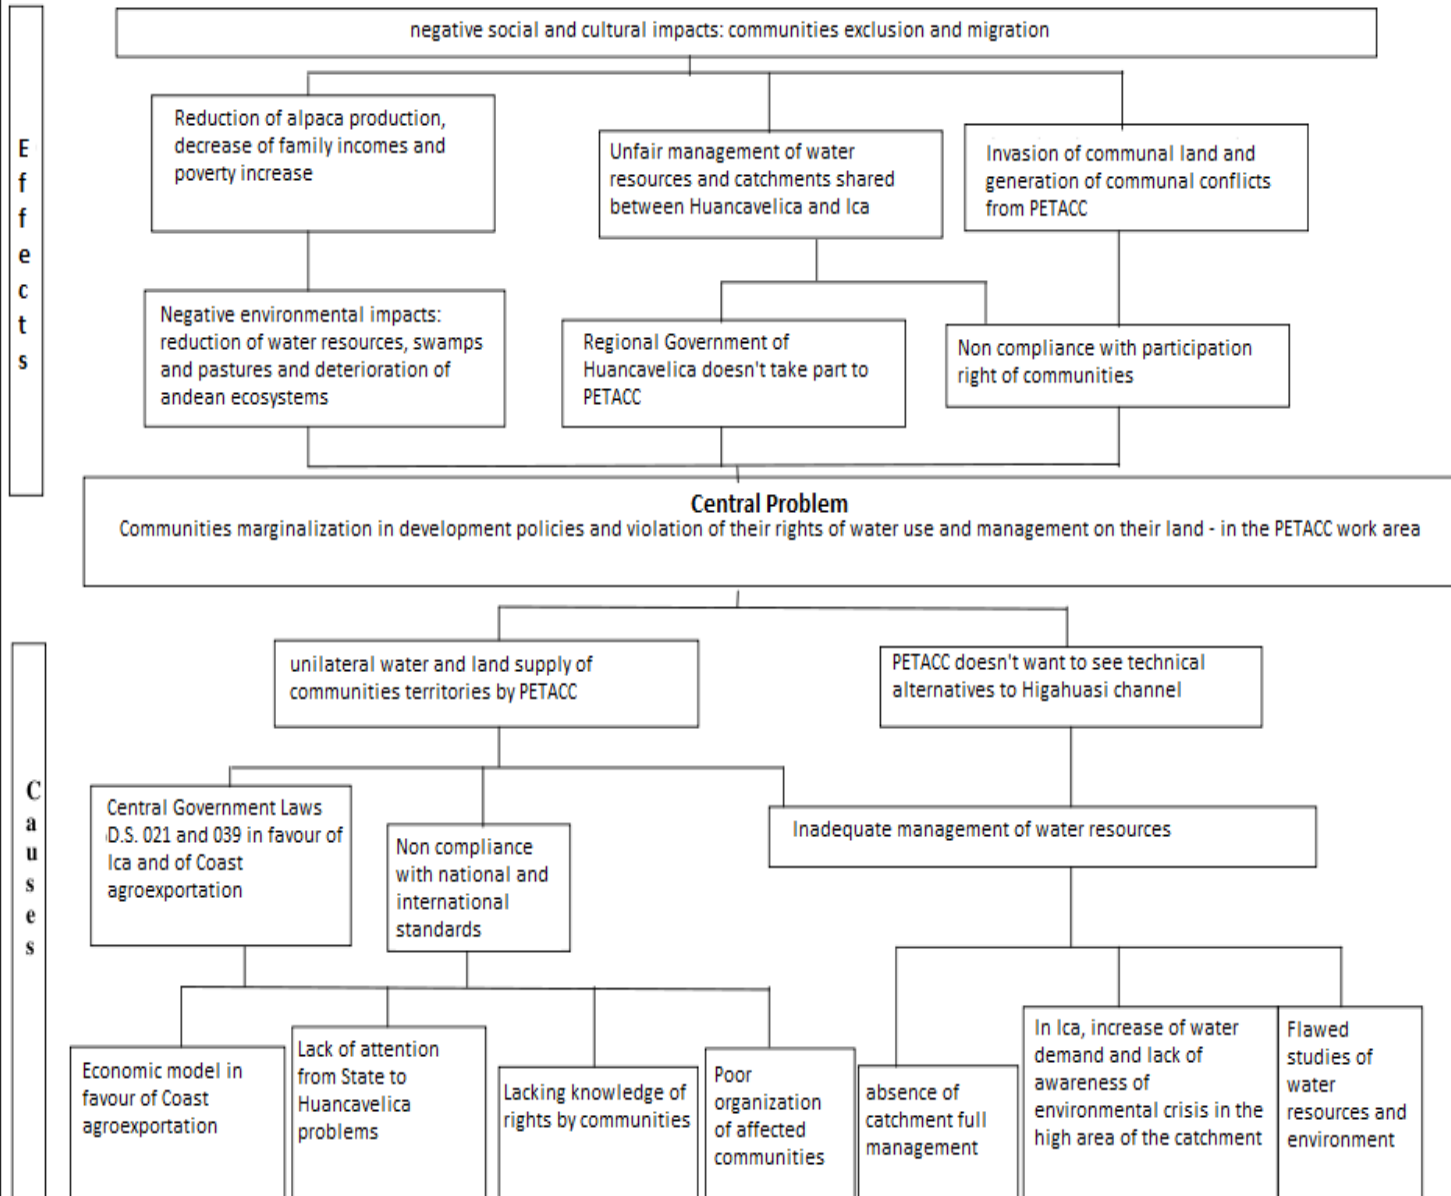 negative social and cultural impacts: communities exclusion and migration
Effects
Reduction of alpaca production,
decrease of family incomes and
poverty increase
Unfair management of water
resources and catchments shared
between Huancavelica and Ica
Invasion of communal land and
generation of communal conflicts
from PETACC
Negative environmental impacts:
reduction of water resources, swamps
and pastures and deterioration of
andean ecosystems
Regional Government of
Huancavelica doesn't take part to
PETACC
Non compliance with participation
right of communities
Central Problem
Communities marginalization in development policies and violation of their rights of water use and management on their land - in the PETACC work area
Causes
unilateral water and land supply of
communities territories by PETACC
PETACC doesn't want to see technical
alternatives to Higahuasi channel
Central Government Laws
D.S. 021 and 039 in favour of
Ica and of Coast
agroexportation
Non compliance
with national and
international
standards
Inadequate management of water resources
Economic model in
favour of Coast
agroexportation
Lack of attention
from State to
Huancavelica
problems
Lacking knowledge of
rights by communities
Poor
organization
of affected
communities
absence of
catchment full
management
In Ica, increase of water
demand and lack of
awareness of
environmental crisis in the
high area of the catchment
Flawed
studies of
water
resources and
environment